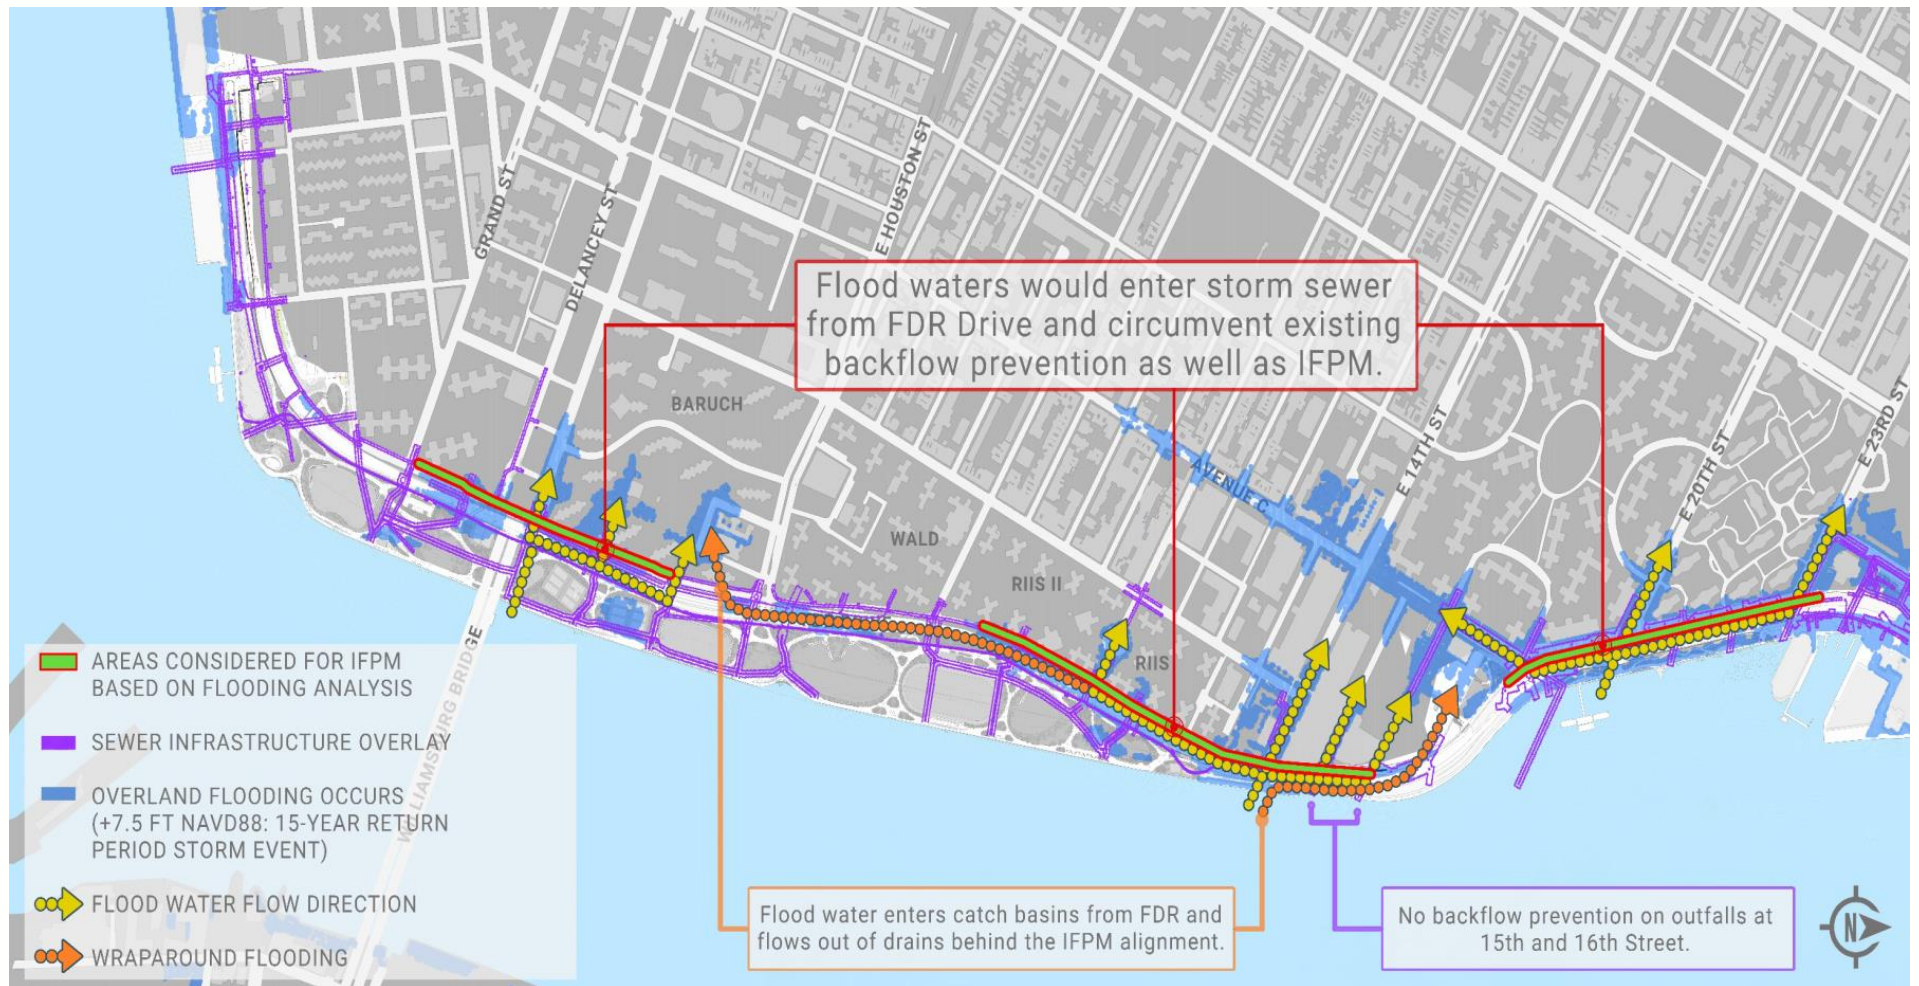 GRAND ST
DELANCEY ST
E HOUSTON ST
Flood waters would enter storm sewer
from FDR Drive and circumvent existing
backflow prevention as well as IFPM.
BARUCH
WALD
RIIS II
RIIS
AVENUE C
E 14TH ST
E 20TH ST
E 23RD ST
WILLIAMSBURG BRIDGE
AREAS CONSIDERED FOR IFPM
BASED ON FLOODING ANALYSIS
SEWER INFRASTRUCTURE OVERLAY
OVERLAND FLOODING OCCURS
(+7.5 FT NAVD88: 15-YEAR RETURN
PERIOD STORM EVENT)
FLOOD WATER FLOW DIRECTION
WRAPAROUND FLOODING
Flood water enters catch basins from FDR and
flows out of drains behind the IFPM alignment.
No backflow prevention on outfalls at
15th and 16th Street.
N